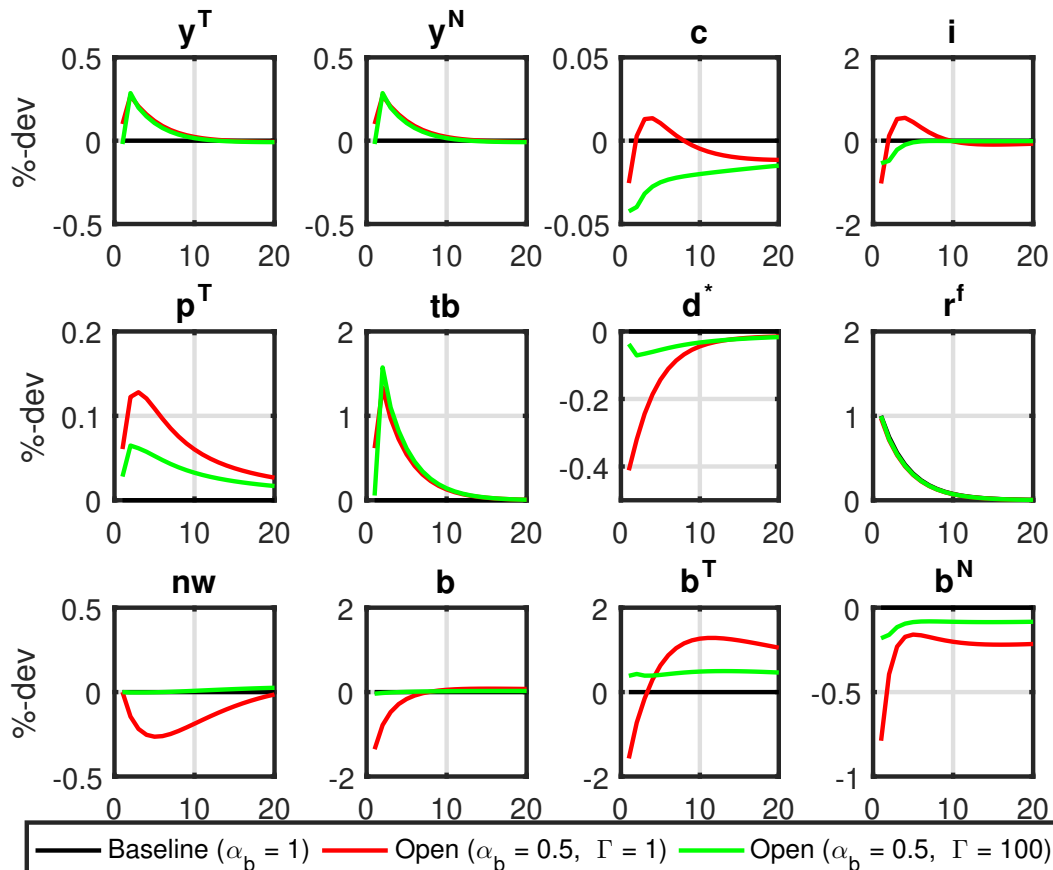 y^T y^N c i
0.5 0.5 0.05 2
%-dev 0 0 0 0
-0.5 -0.5 -0.05 -2
0 10 20 0 10 20 0 10 20 0 10 20
p^T tb d^* r^f
0.2 2 0 2
%-dev 0.1 1 -0.2 1
0 0 -0.4 0
0 10 20 0 10 20 0 10 20 0 10 20
nw b b^T b^N
0.5 2 2 0
%-dev 0 0 0 -0.5
-0.5 -2 -2 -1
0 10 20 0 10 20 0 10 20 0 10 20
Baseline (α_b = 1) Open (α_b = 0.5, Γ = 1) Open (α_b = 0.5, Γ = 100)